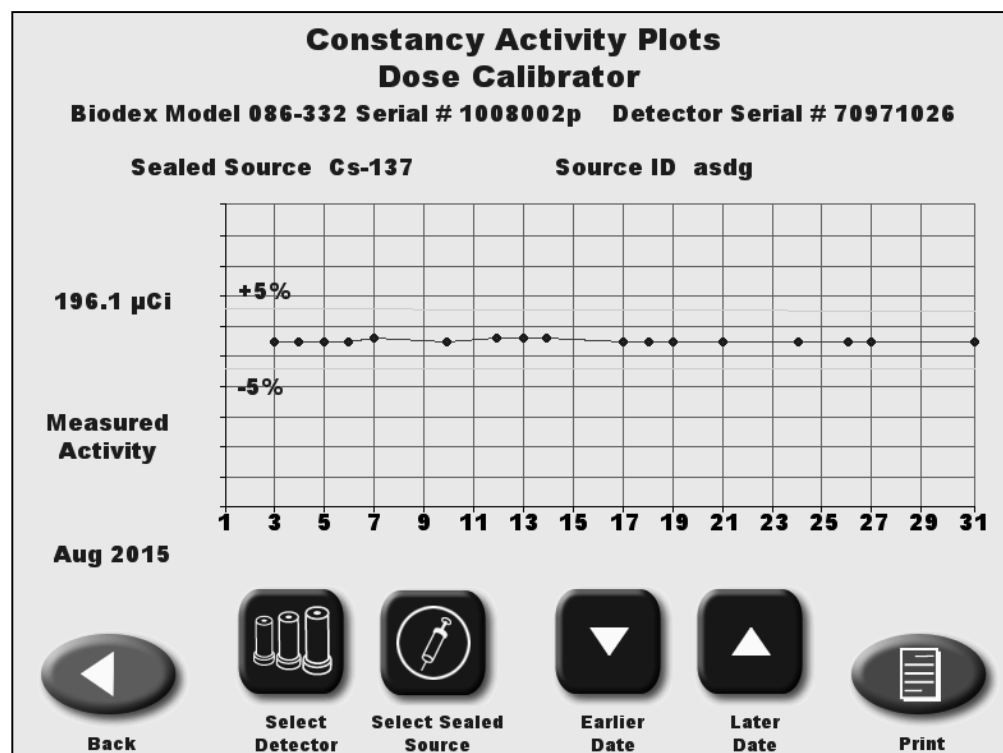 Constancy Activity Plots
Dose Calibrator
Biodex Model 086-332 Serial # 1008002p Detector Serial # 70971026
Sealed Source Cs-137 Source ID asdg
+5%
196.1 µCi
-5%
Measured
Activity
1 3 5 7 9 11 13 15 17 19 21 23 25 27 29 31
Aug 2015
Back
Select
Detector
Select Sealed
Source
Earlier
Date
Later
Date
Print